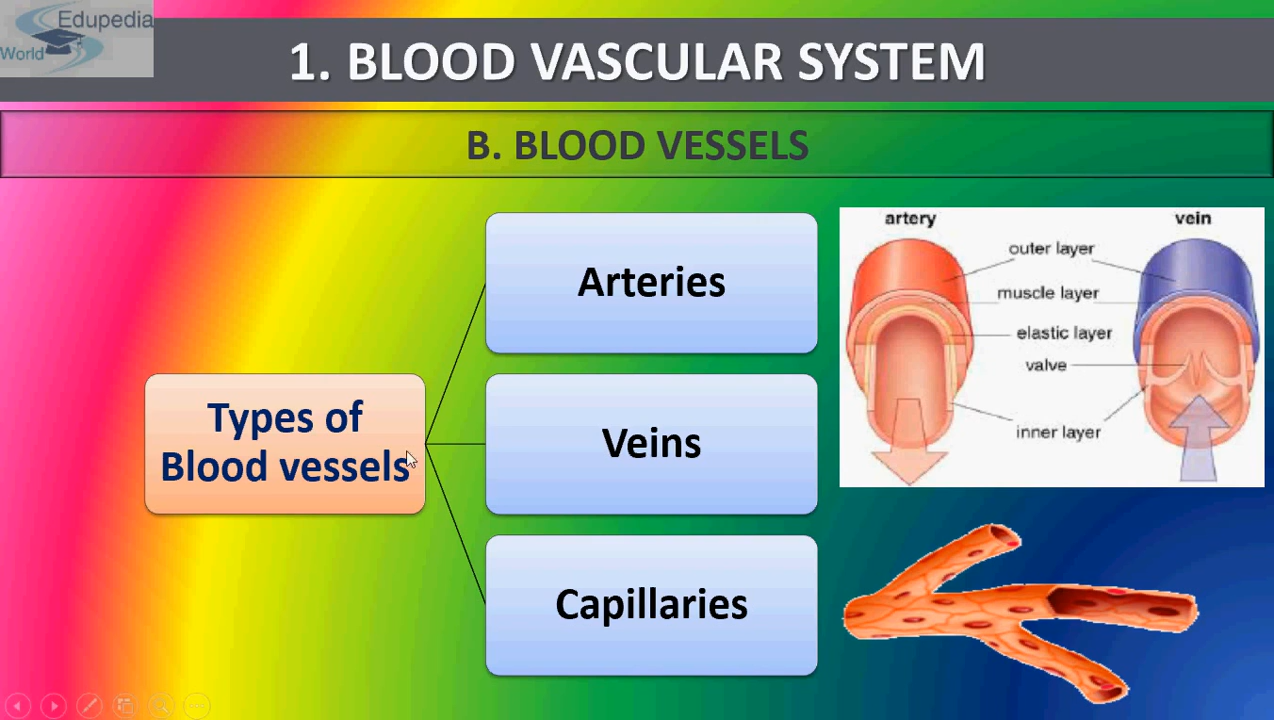 Edupedia
World
1. BLOOD VASCULAR SYSTEM
B. BLOOD VESSELS
Types of
Blood vessels
Arteries
Veins
Capillaries
artery
vein
outer layer
muscle layer
elastic layer
valve
inner layer